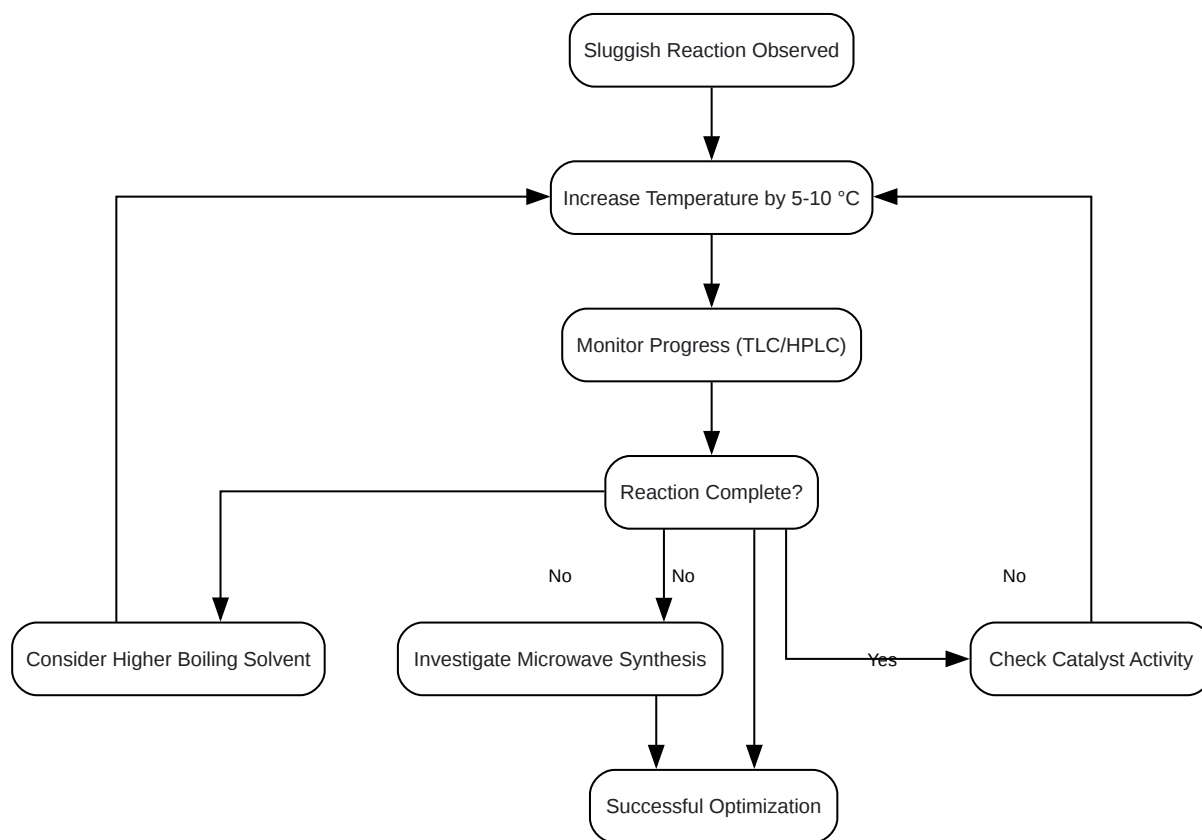 Sluggish Reaction Observed
Increase Temperature by 5-10 °C
Monitor Progress (TLC/HPLC)
Reaction Complete?
No
No
No
Consider Higher Boiling Solvent
Investigate Microwave Synthesis
Yes
Check Catalyst Activity
Successful Optimization